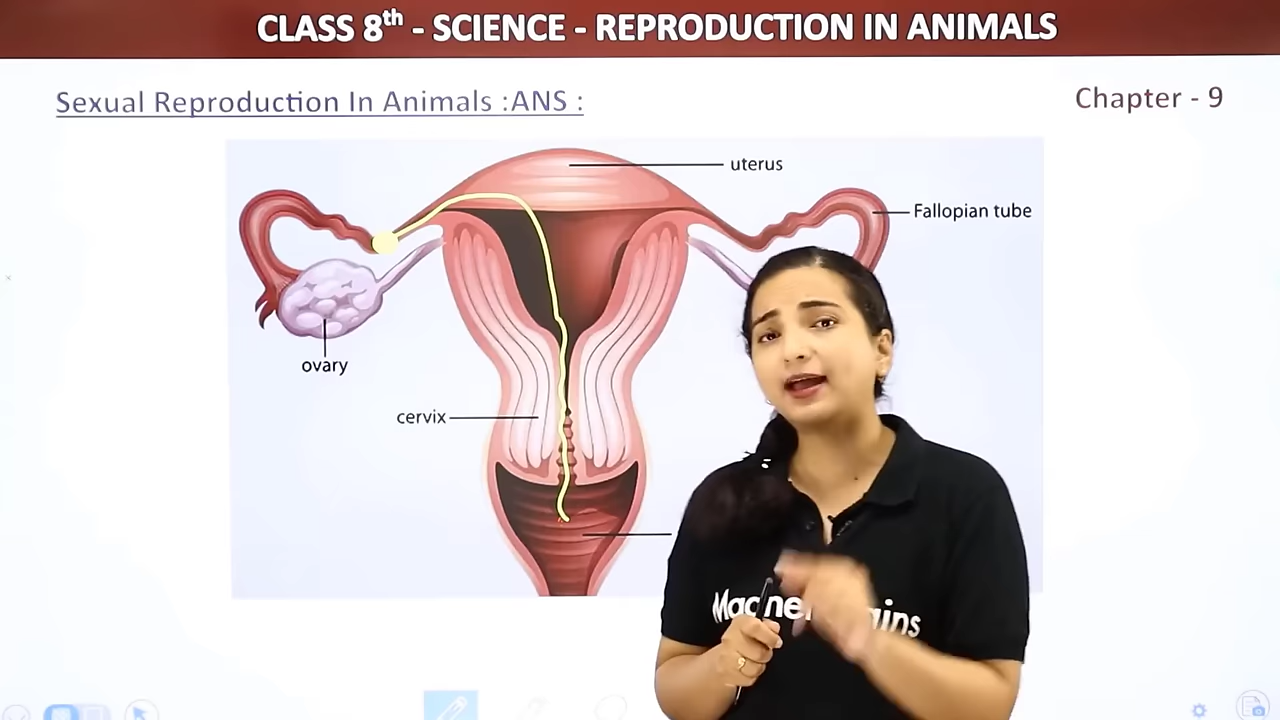 CLASS 8th - SCIENCE - REPRODUCTION IN ANIMALS
Sexual Reproduction In Animals :ANS :
Chapter - 9
uterus
Fallopian tube
ovary
cervix